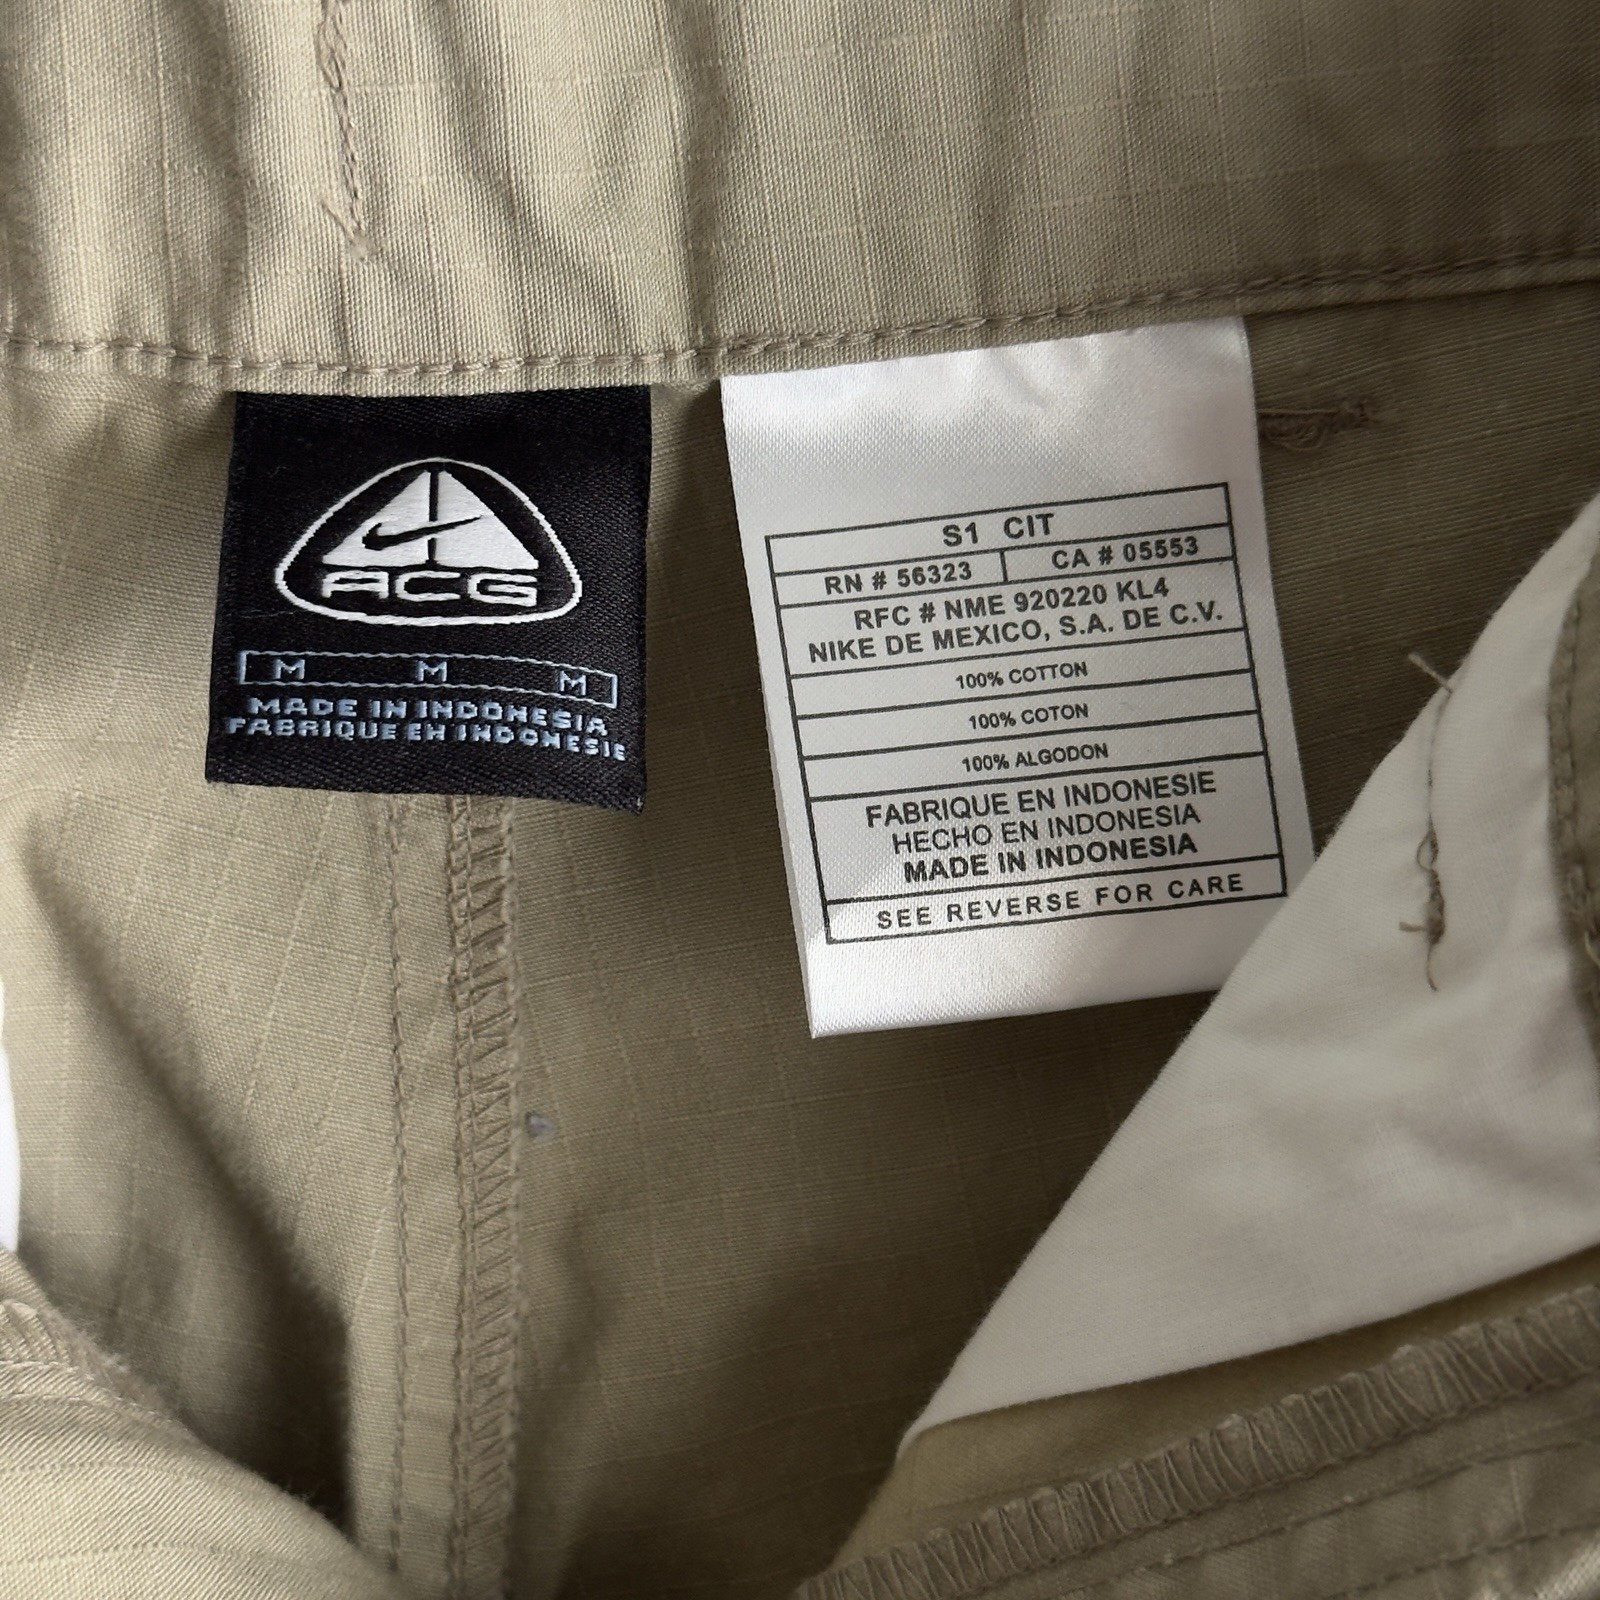 ACG
M M M
MADE IN INDONESIA
FABRIQUE EN INDONESIE
S1 CIT
RN # 56323 CA # 05553
RFC # NME 920220 KL4
NIKE DE MEXICO, S.A. DE C.V.
100% COTTON
100% COTON
100% ALGODON
FABRIQUE EN INDONESIE
HECHO EN INDONESIA
MADE IN INDONESIA
SEE REVERSE FOR CARE